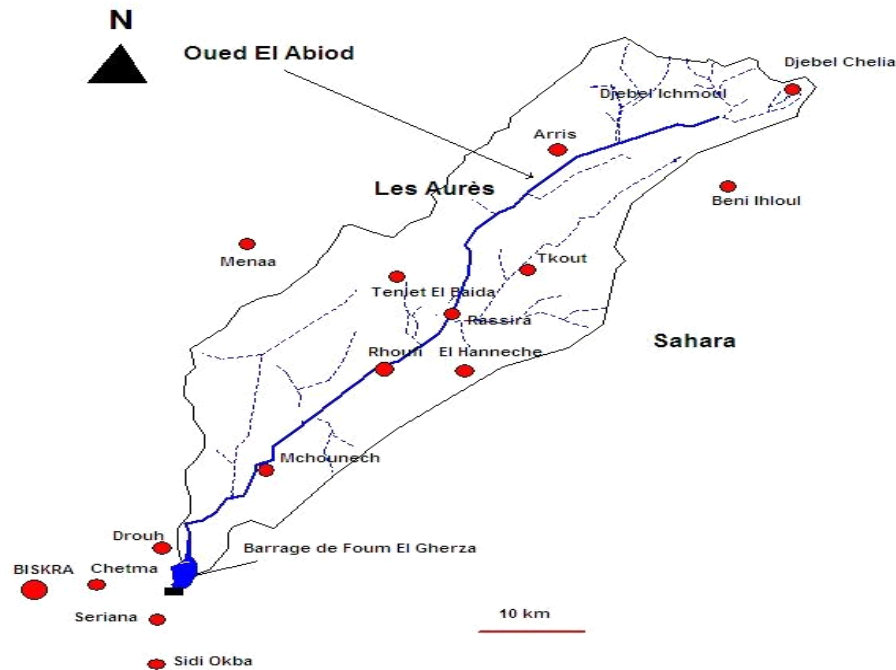 N
Oued El Abiod
Djebel Chelia
Djebel Ichmoul
Arris
Les Aurès
Beni Ihloul
Menaa
Tkout
Teniet El Baida
Rassira
Sahara
Rhoufi
El Hanneche
Mchounech
Drouh
Barrage de Foum El Gherza
BISKRA
Chetma
10 km
Seriana
Sidi Okba